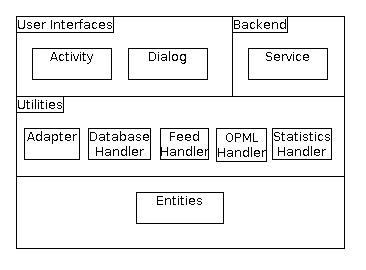 User Interfaces
Backend
Activity
Dialog
Service
Utilities
Adapter
Database
Handler
Feed
Handler
OPML
Handler
Statistics
Handler
Entities